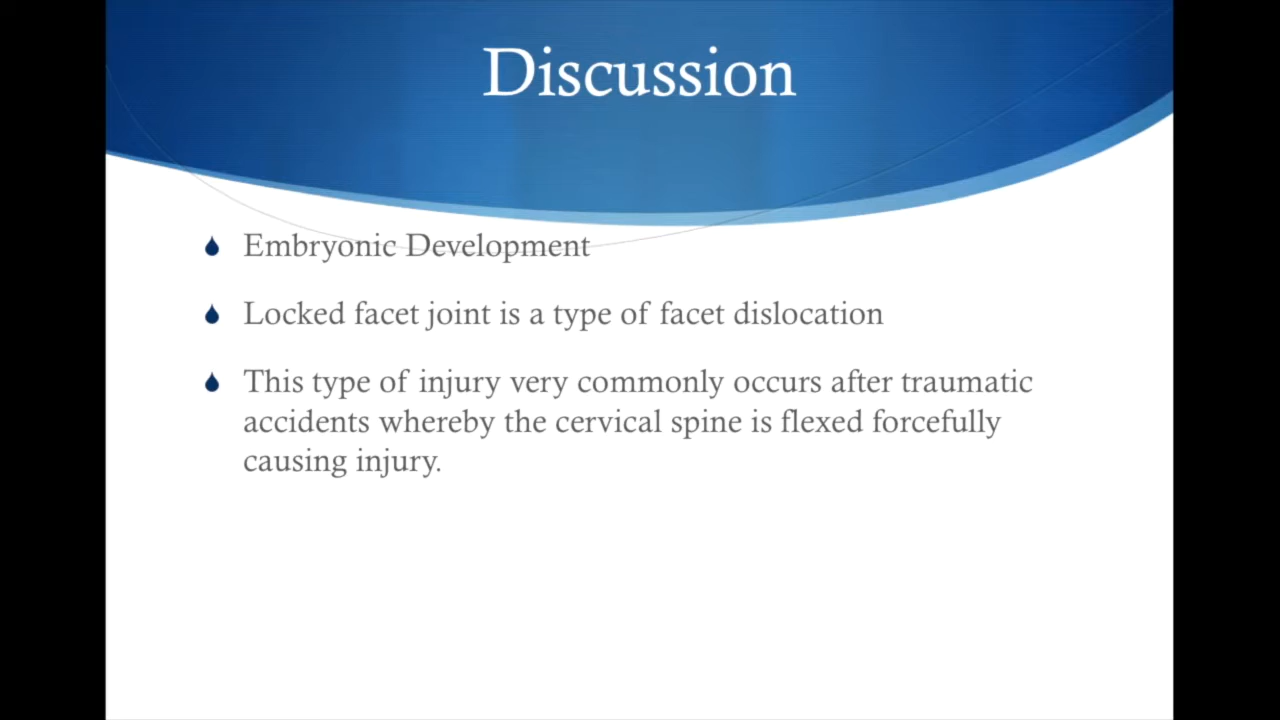 Discussion
Embryonic Development
Locked facet joint is a type of facet dislocation
This type of injury very commonly occurs after traumatic
accidents whereby the cervical spine is flexed forcefully
causing injury.